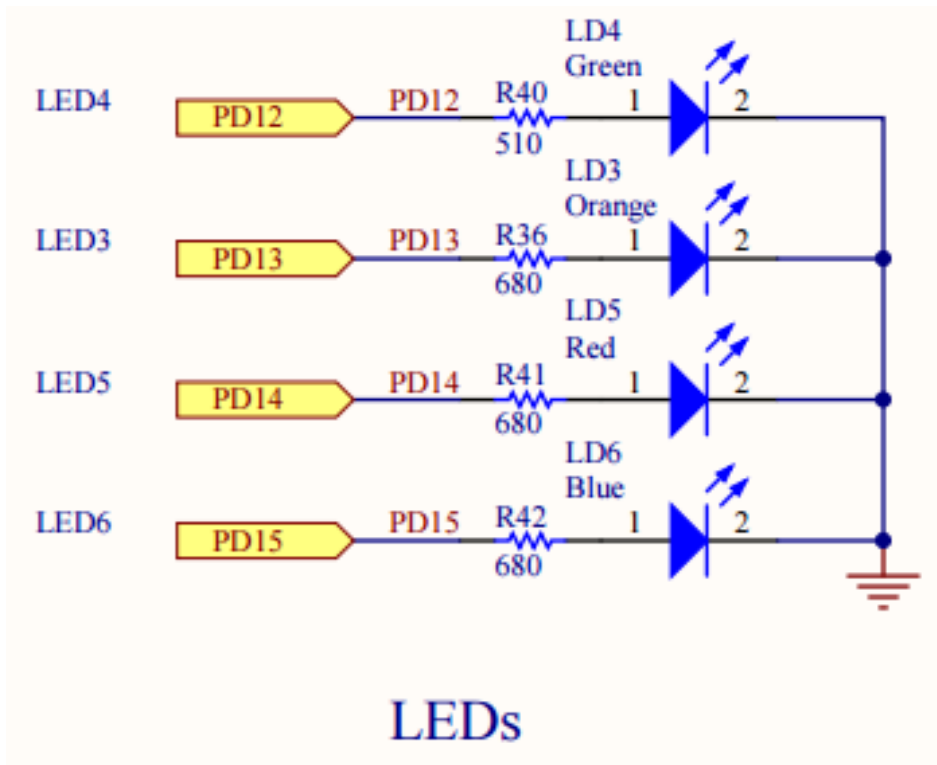 LD4
Green
LED4 PD12 PD12 R40 1 2
510
LD3
Orange
LED3 PD13 PD13 R36 1 2
680
LD5
Red
LED5 PD14 PD14 R41 1 2
680
LD6
Blue
LED6 PD15 PD15 R42 1 2
680
LEDs